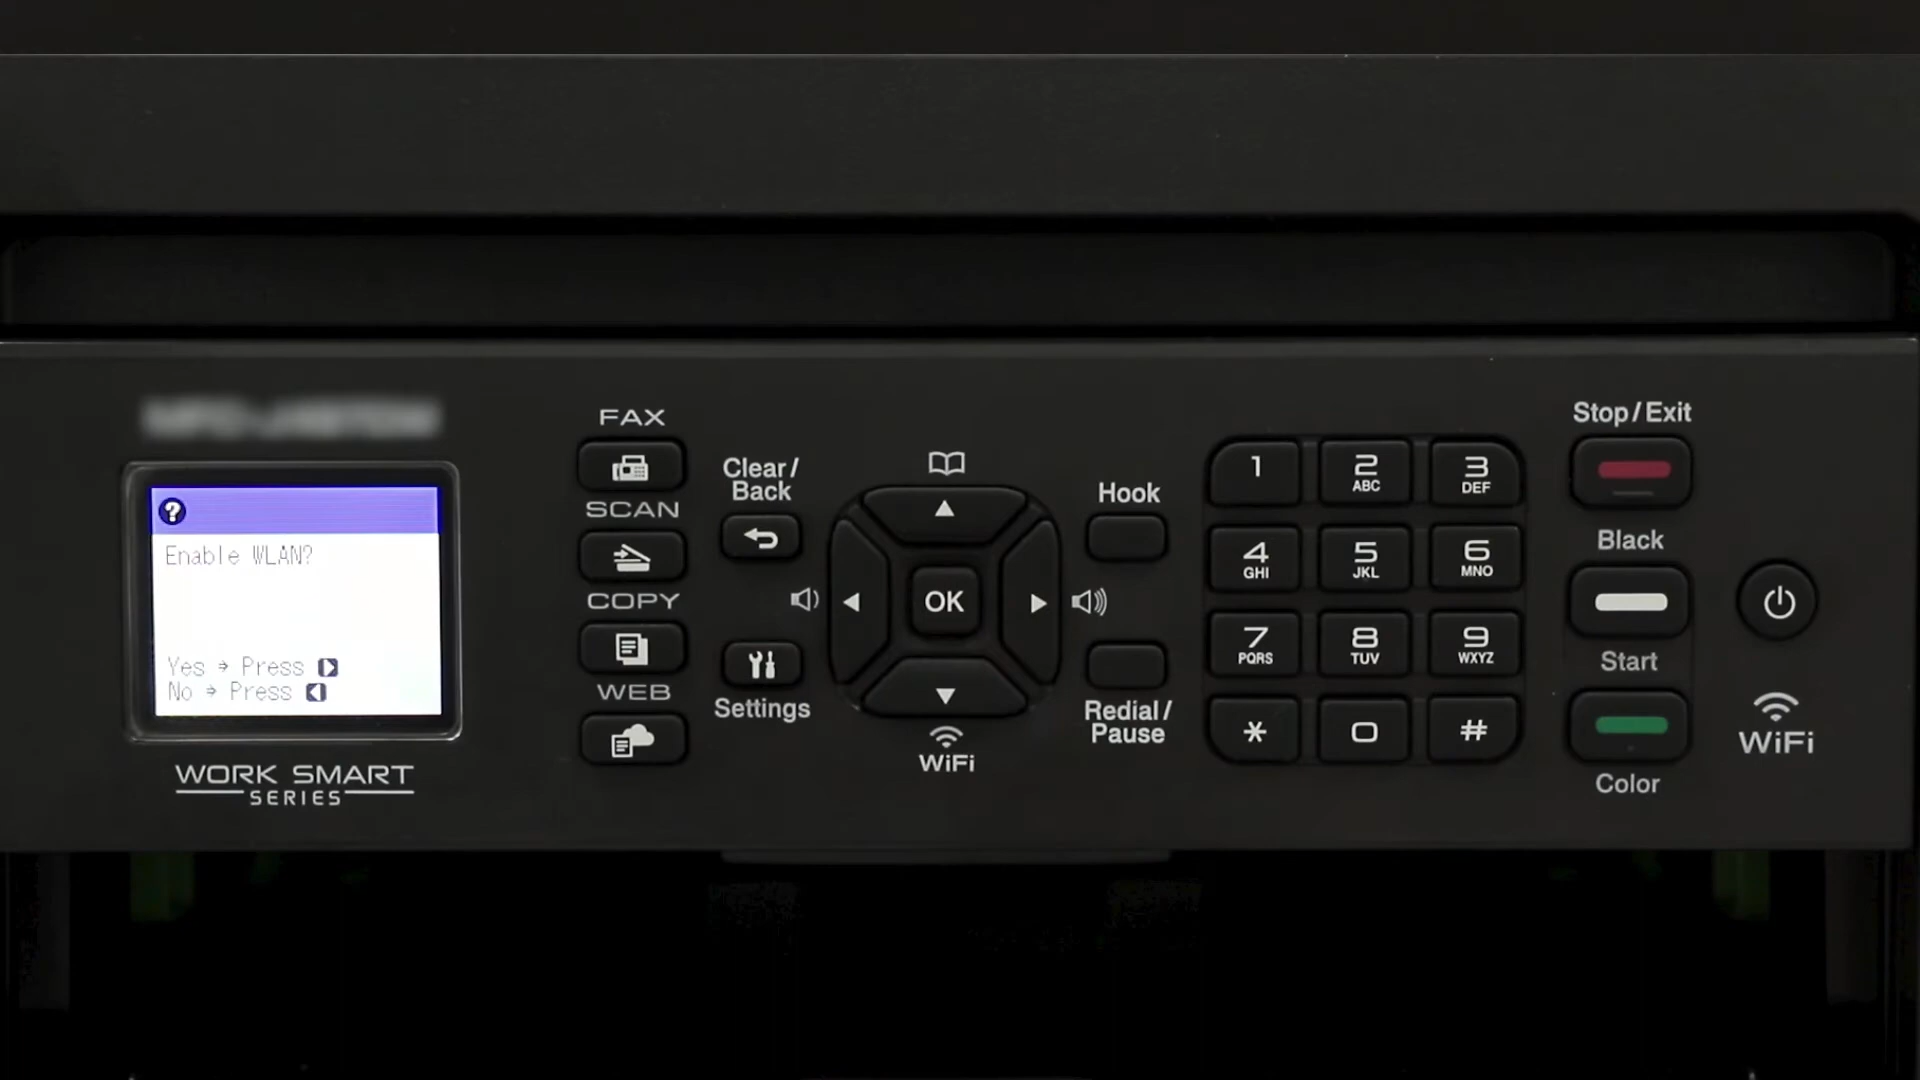 Enable WLAN?
Yes → Press
No → Press
WORK SMART
SERIES
FAX
SCAN
COPY
WEB
Clear/
Back
Settings
OK
WiFi
Hook
Redial/
Pause
1
2
ABC
3
DEF
4
GHI
5
JKL
6
MNO
7
PQRS
8
TUV
9
WXYZ
*
0
#
Stop/Exit
Black
Start
Color
WiFi